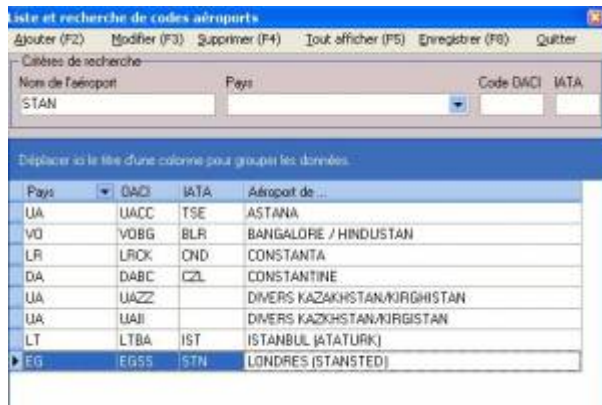 Liste et recherche de codes aéroports
Ajouter (F2) Modifier (F3) Supprimer (F4) Tout afficher (F5) Enregistrer (F8) Quitter
Critères de recherche
Nom de l'aéroport Pays Code OACI IATA
STAN
Déplacer ici le titre d'une colonne pour grouper les données.
Pays OACI IATA Aéroport de ...
UA UACC TSE ASTANA
VO VOBG BLR BANGALORE / HINDUSTAN
LR LRCK CND CONSTANTA
DA DABC CZL CONSTANTINE
UA UAZZ DIVERS KAZAKHSTAN/KIRGHISTAN
UA UAII DIVERS KAZKHSTAN/KIRGISTAN
LT LTBA IST ISTANBUL (ATATURK)
EG EGSS STN LONDRES (STANSTED)